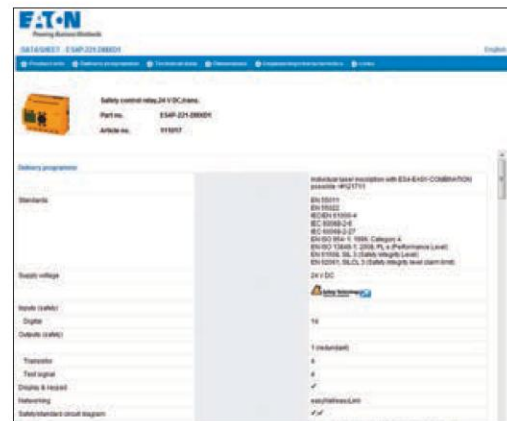 EATON
Powering Business Worldwide
DATASHEET - ES4P-221-DMXD1
English
Product info Delivery programme Technical data Dimensions Links
Safety control relay,24 V DC,trans.
Part no. ES4P-221-DMXD1
Article no. 111017
Delivery programme
Individual laser inscription with ES4-EASY-COMBINATION
possible (#121711
Standards
EN 55011
EN 55022
IEC/EN 61000-4
IEC 60068-2-6
IEC 60068-2-27
EN ISO 954-1: 1996, Category 4
EN ISO 13849-1: 2008, PL e (Performance Level)
EN 61508, SIL 3 (Safety Integrity Level)
EN 62061, SILCL 3 (Safety integrity level claim limit)
Supply voltage 24 V DC
Safety Technology
Inputs (safety)
Digital 14
Outputs (safety)
1 (redundant)
Transistor 4
Test signal 4
Display & keypad ✓
Networking easyNet/easyLink
Safety/standard circuit diagram ✓/✓